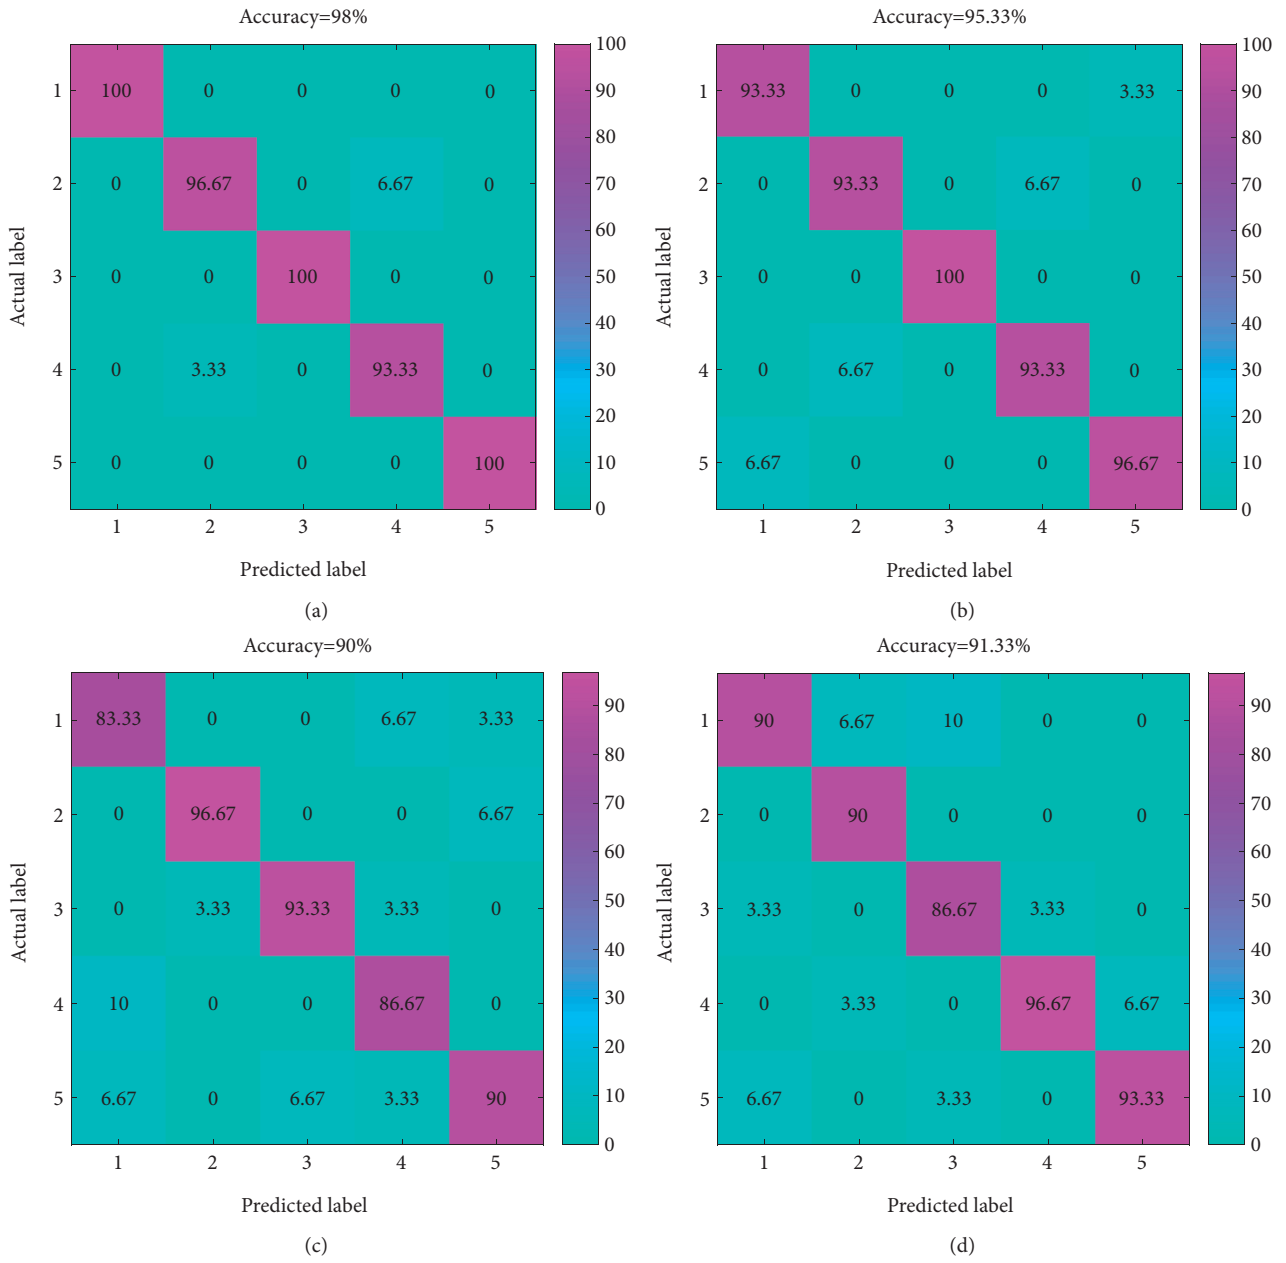 Accuracy=98%
100
90
80
70
60
50
40
30
20
10
0
Actual label
1 100 0 0 0 0
2 0 96.67 0 6.67 0
3 0 0 100 0 0
4 0 3.33 0 93.33 0
5 0 0 0 0 100
1 2 3 4 5
Predicted label
(a)
Accuracy=95.33%
100
90
80
70
60
50
40
30
20
10
0
Actual label
1 93.33 0 0 0 3.33
2 0 93.33 0 6.67 0
3 0 0 100 0 0
4 0 6.67 0 93.33 0
5 6.67 0 0 0 96.67
1 2 3 4 5
Predicted label
(b)
Accuracy=90%
90
80
70
60
50
40
30
20
10
0
Actual label
1 83.33 0 0 6.67 3.33
2 0 96.67 0 0 6.67
3 0 3.33 93.33 3.33 0
4 10 0 0 86.67 0
5 6.67 0 6.67 3.33 90
1 2 3 4 5
Predicted label
(c)
Accuracy=91.33%
90
80
70
60
50
40
30
20
10
0
Actual label
1 90 6.67 10 0 0
2 0 90 0 0 0
3 3.33 0 86.67 3.33 0
4 0 3.33 0 96.67 6.67
5 6.67 0 3.33 0 93.33
1 2 3 4 5
Predicted label
(d)